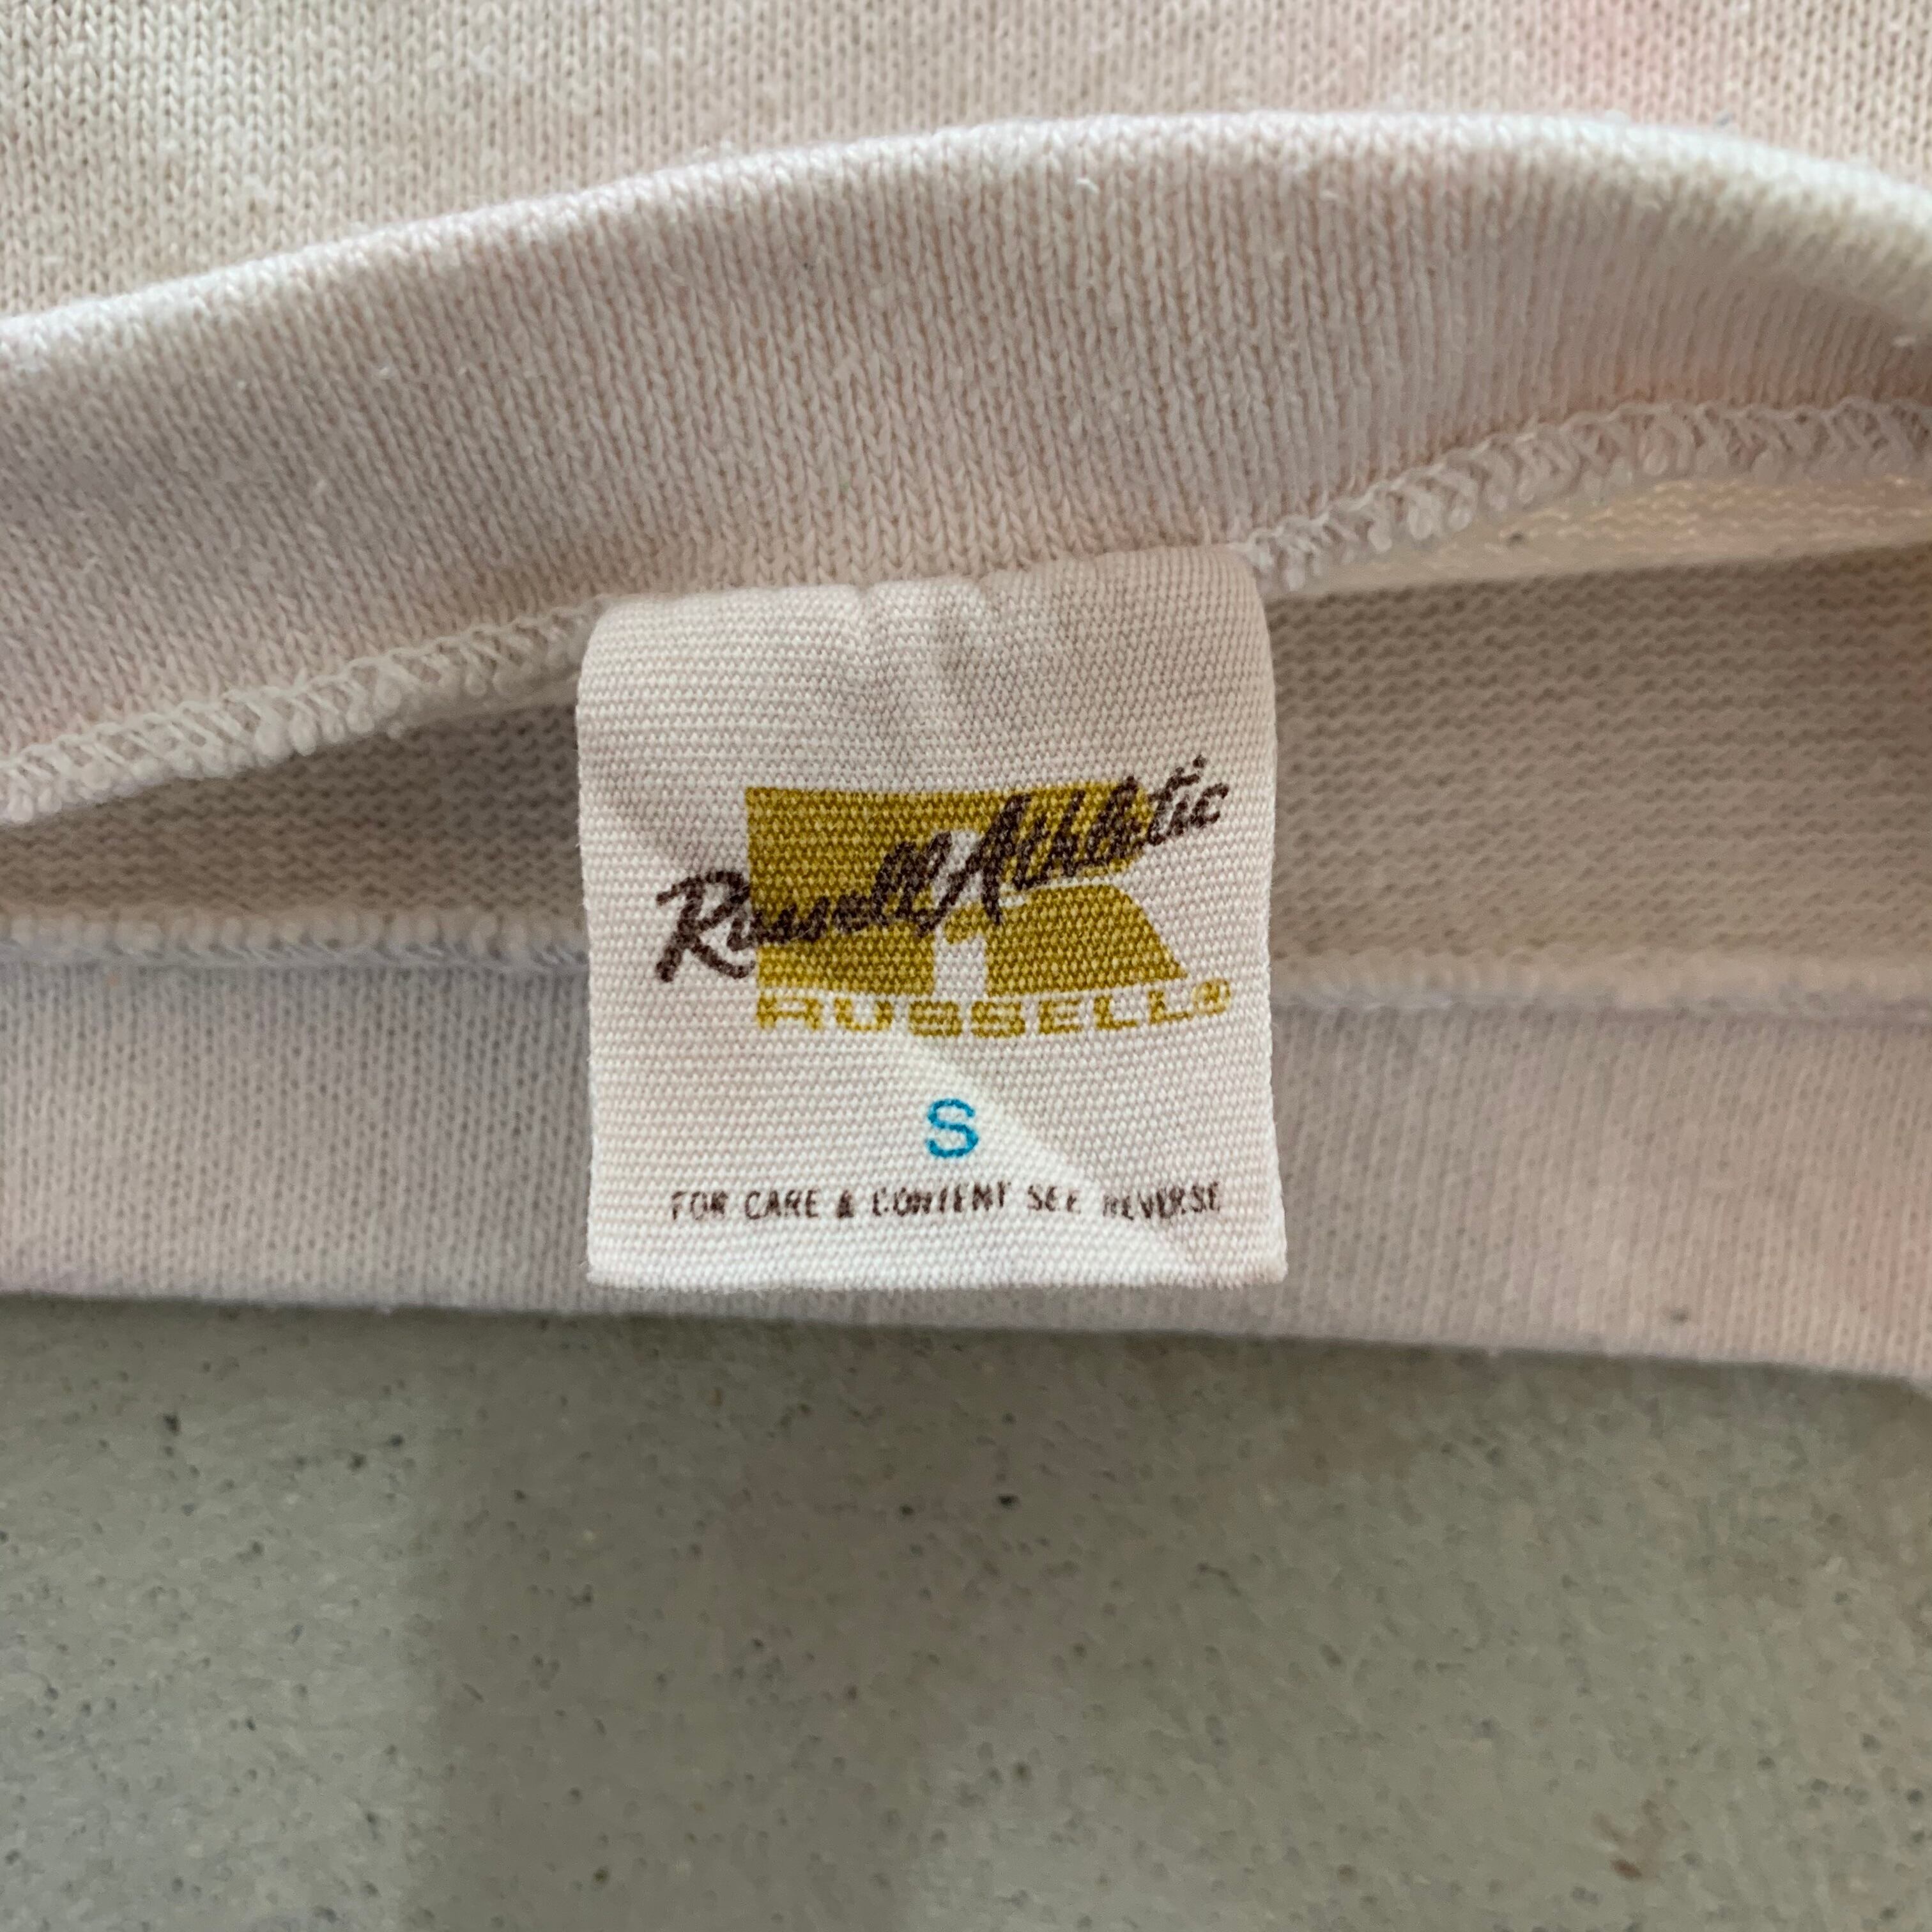 Russell Athletic
RUSSELL®
S
FOR CARE & CONTENT SEE REVERSE